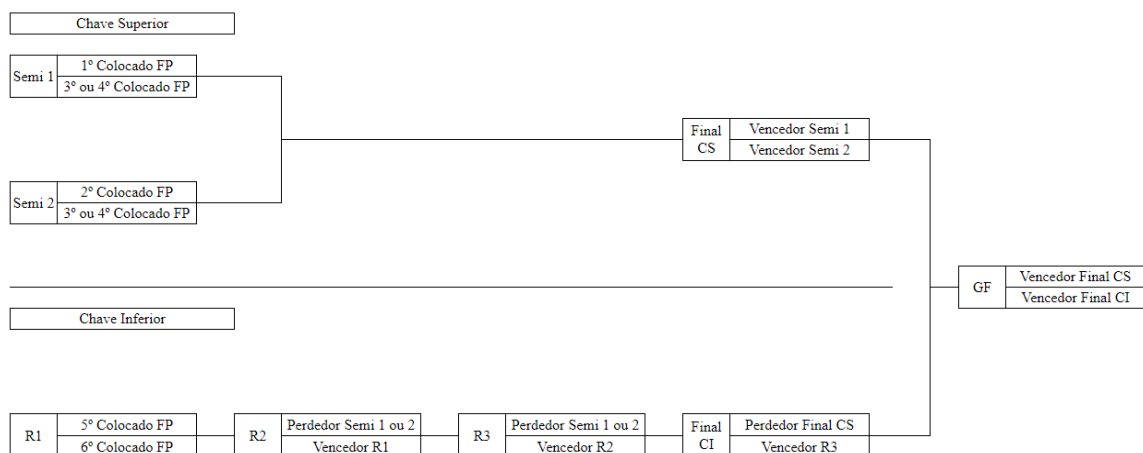 Chave Superior
Semi 1
1º Colocado FP
3º ou 4º Colocado FP
Final CS
Vencedor Semi 1
Vencedor Semi 2
Semi 2
2º Colocado FP
3º ou 4º Colocado FP
GF
Vencedor Final CS
Vencedor Final CI
Chave Inferior
R1
5º Colocado FP
6º Colocado FP
R2
Perdedor Semi 1 ou 2
Vencedor R1
R3
Perdedor Semi 1 ou 2
Vencedor R2
Final CI
Perdedor Final CS
Vencedor R3